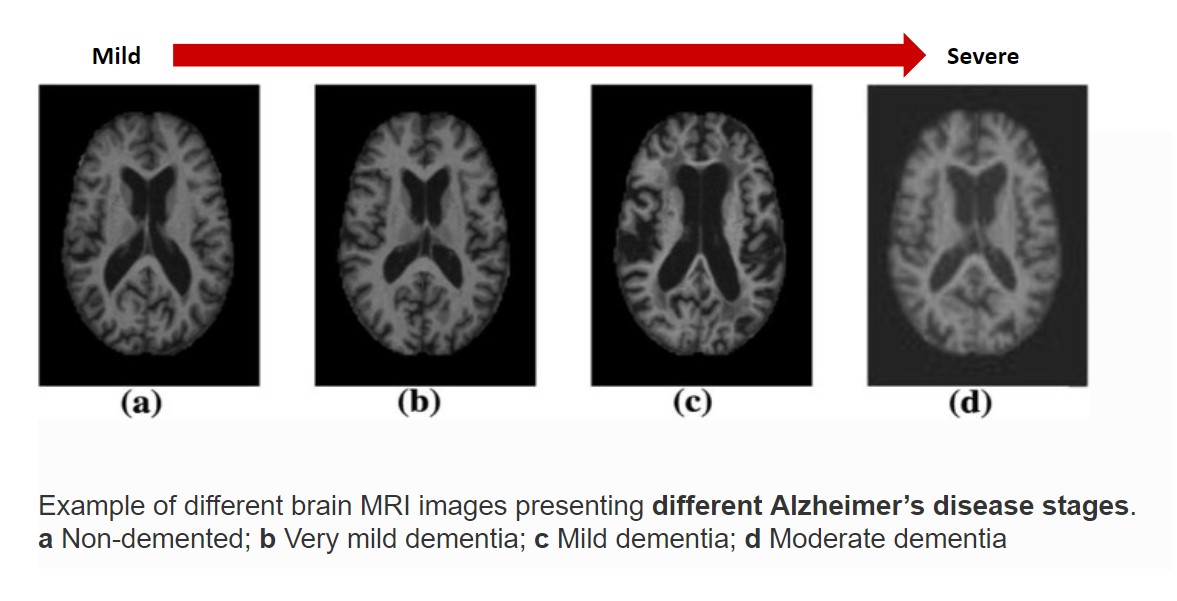 Mild Severe
(a) (b) (c) (d)
Example of different brain MRI images presenting different Alzheimer’s disease stages.
a Non-demented; b Very mild dementia; c Mild dementia; d Moderate dementia